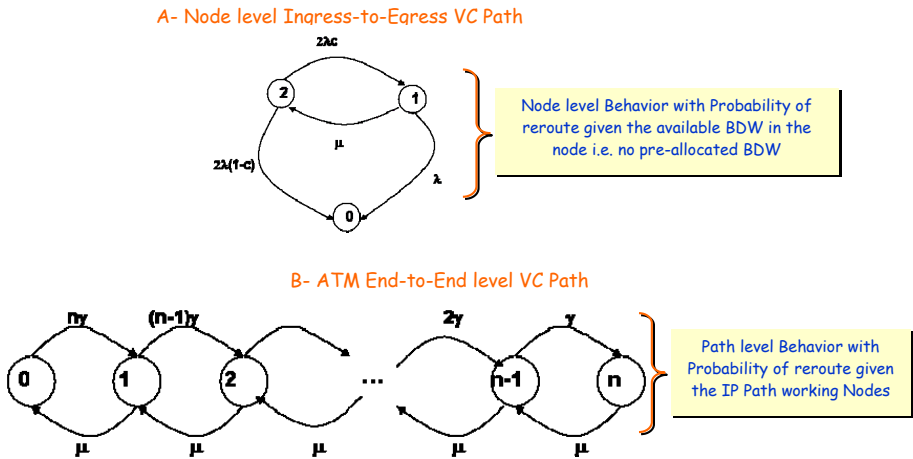 A- Node level Ingress-to-Egress VC Path
2λc
2
1
μ
2λ(1-c)
λ
0
Node level Behavior with Probability of
reroute given the available BDW in the
node i.e. no pre-allocated BDW
B- ATM End-to-End level VC Path
nγ
(n-1)γ
2γ
γ
0
1
2
...
n-1
n
μ
μ
μ
μ
μ
Path level Behavior with
Probability of reroute given
the IP Path working Nodes